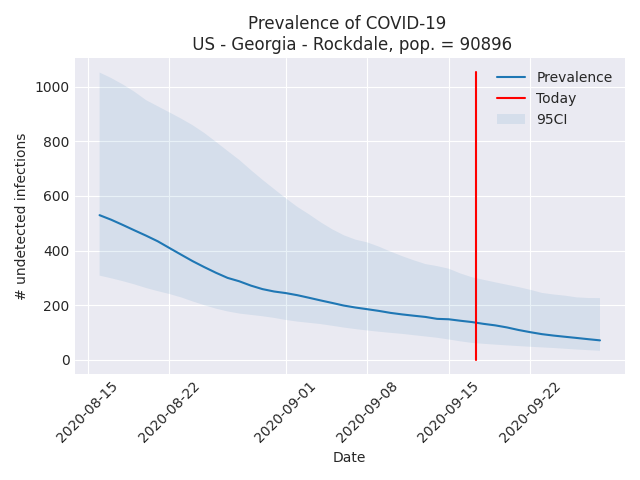 Prevalence of COVID-19
US - Georgia - Rockdale, pop. = 90896
Prevalence
Today
95CI
# undetected infections
1000
800
600
400
200
0
2020-08-15
2020-08-22
2020-09-01
2020-09-08
2020-09-15
2020-09-22
Date